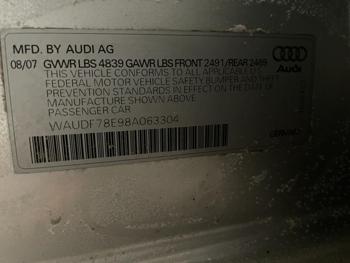 MFD. BY AUDI AG
08/07 GVWR LBS 4839 GAWR LBS FRONT 2491/REAR 2469
THIS VEHICLE CONFORMS TO ALL APPLICABLE U.S.
FEDERAL MOTOR VEHICLE SAFETY BUMPER AND THEFT
PREVENTION STANDARDS IN EFFECT ON THE DATE OF
MANUFACTURE SHOWN ABOVE
PASSENGER CAR
WAUDF78E98A063304
Audi
GERMANY